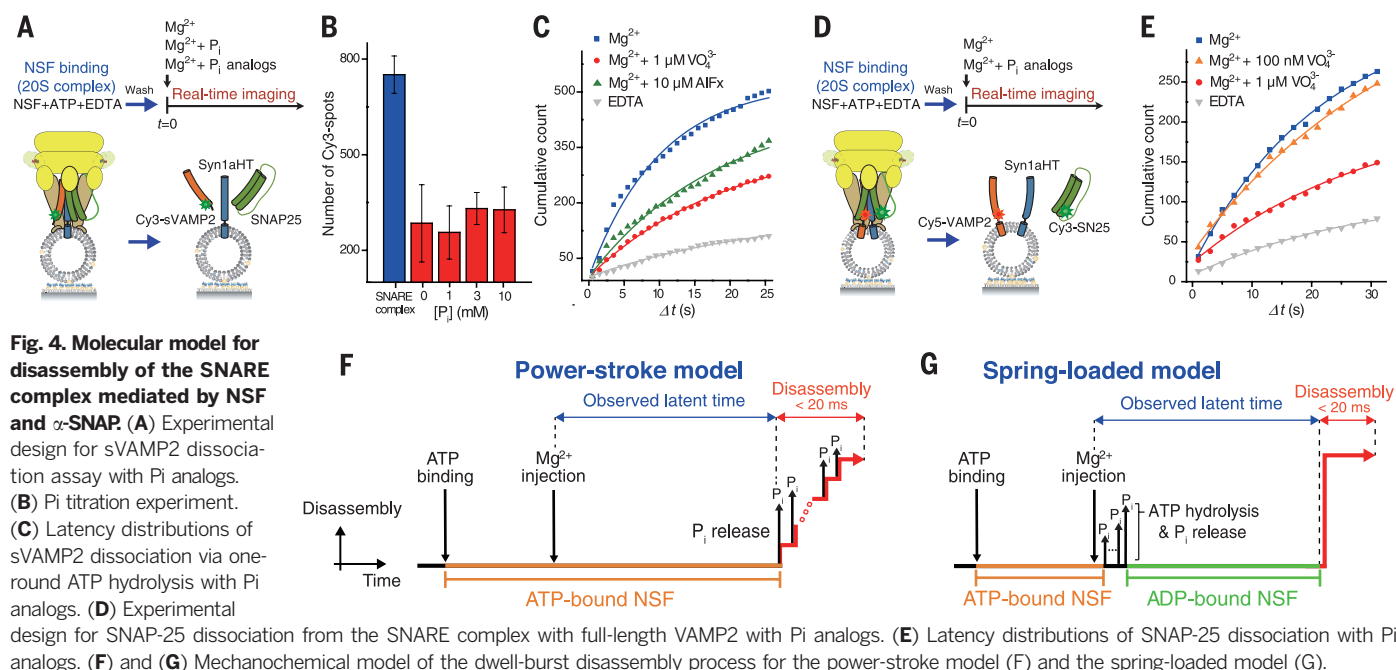 A
Mg2+
Mg2+ + Pi
Mg2+ + Pi analogs
NSF binding
(20S complex)
NSF+ATP+EDTA
Wash
Real-time imaging
t=0
Syn1aHT
Cy3-sVAMP2
SNAP25
B
Number of Cy3-spots
800
500
200
SNARE
complex
0
1
3
10
[Pi] (mM)
C
Mg2+
Mg2+ + 1 µM VO43-
Mg2+ + 10 µM AlFx
EDTA
Cumulative count
500
350
200
50
5
10
15
20
25
Δt (s)
D
Mg2+
Mg2+ + Pi analogs
NSF binding
(20S complex)
NSF+ATP+EDTA
Wash
Real-time imaging
t=0
Syn1aHT
Cy5-VAMP2
Cy3-SN25
E
Mg2+
Mg2+ + 100 nM VO43-
Mg2+ + 1 µM VO43-
EDTA
Cumulative count
250
200
150
100
50
0
0
10
20
30
Δt (s)
Fig. 4. Molecular model for
disassembly of the SNARE
complex mediated by NSF
and α-SNAP. (A) Experimental
design for sVAMP2 dissocia-
tion assay with Pi analogs.
(B) Pi titration experiment.
(C) Latency distributions of
sVAMP2 dissociation via one-
round ATP hydrolysis with Pi
analogs. (D) Experimental
design for SNAP-25 dissociation from the SNARE complex with full-length VAMP2 with Pi analogs. (E) Latency distributions of SNAP-25 dissociation with Pi
analogs. (F) and (G) Mechanochemical model of the dwell-burst disassembly process for the power-stroke model (F) and the spring-loaded model (G).
F
Power-stroke model
Disassembly
< 20 ms
Observed latent time
ATP
binding
Mg2+
injection
Pi
Pi
Pi
Pi
Pi release
Disassembly
Time
ATP-bound NSF
G
Spring-loaded model
Disassembly
< 20 ms
Observed latent time
ATP
binding
Mg2+
injection
Pi
Pi
Pi
...
ATP hydrolysis
& Pi release
ATP-bound NSF
ADP-bound NSF